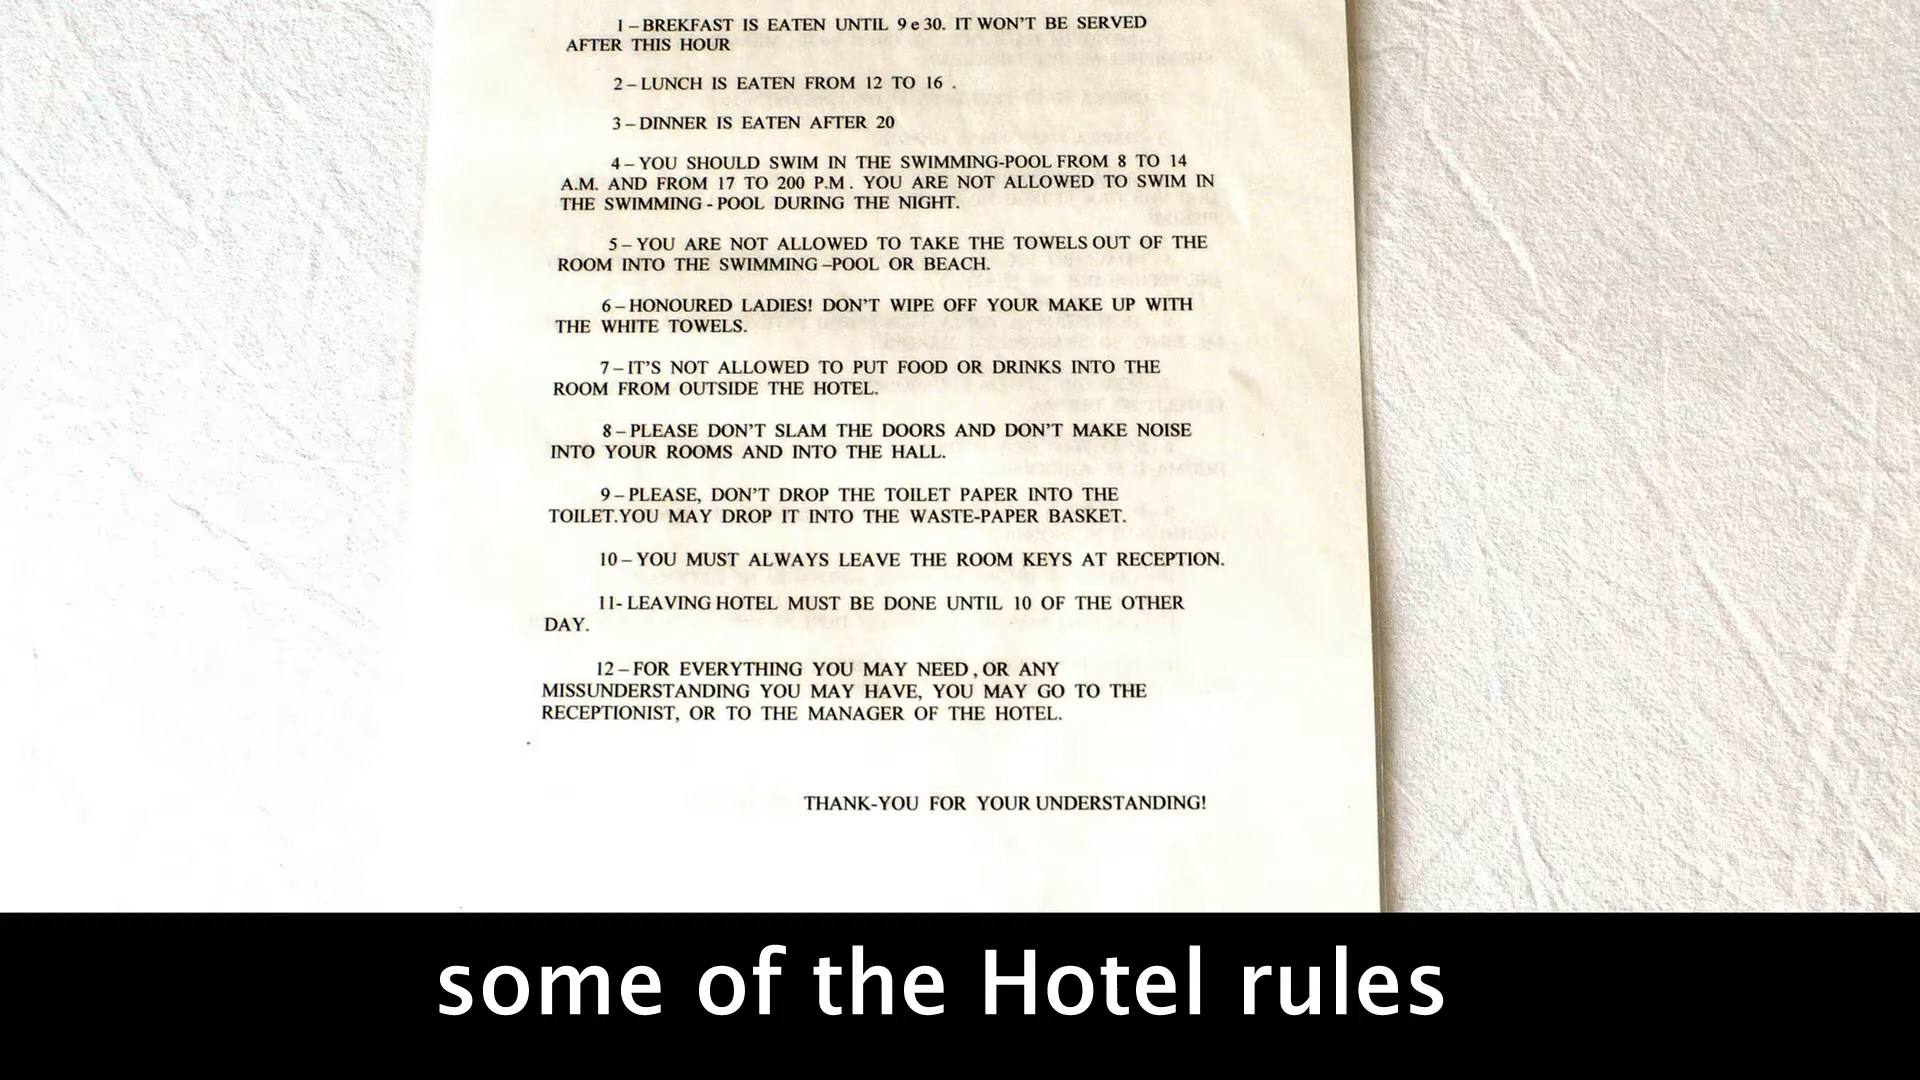 1 – BREKFAST IS EATEN UNTIL 9 e 30. IT WON'T BE SERVED
AFTER THIS HOUR
2 – LUNCH IS EATEN FROM 12 TO 16 .
3 – DINNER IS EATEN AFTER 20
4 – YOU SHOULD SWIM IN THE SWIMMING-POOL FROM 8 TO 14
A.M. AND FROM 17 TO 200 P.M . YOU ARE NOT ALLOWED TO SWIM IN
THE SWIMMING - POOL DURING THE NIGHT.
5 – YOU ARE NOT ALLOWED TO TAKE THE TOWELS OUT OF THE
ROOM INTO THE SWIMMING –POOL OR BEACH.
6 – HONOURED LADIES! DON'T WIPE OFF YOUR MAKE UP WITH
THE WHITE TOWELS.
7 – IT'S NOT ALLOWED TO PUT FOOD OR DRINKS INTO THE
ROOM FROM OUTSIDE THE HOTEL.
8 – PLEASE DON'T SLAM THE DOORS AND DON'T MAKE NOISE
INTO YOUR ROOMS AND INTO THE HALL.
9 – PLEASE, DON'T DROP THE TOILET PAPER INTO THE
TOILET.YOU MAY DROP IT INTO THE WASTE-PAPER BASKET.
10 – YOU MUST ALWAYS LEAVE THE ROOM KEYS AT RECEPTION.
11- LEAVING HOTEL MUST BE DONE UNTIL 10 OF THE OTHER
DAY.
12 – FOR EVERYTHING YOU MAY NEED , OR ANY
MISSUNDERSTANDING YOU MAY HAVE, YOU MAY GO TO THE
RECEPTIONIST, OR TO THE MANAGER OF THE HOTEL.
THANK-YOU FOR YOUR UNDERSTANDING!
some of the Hotel rules